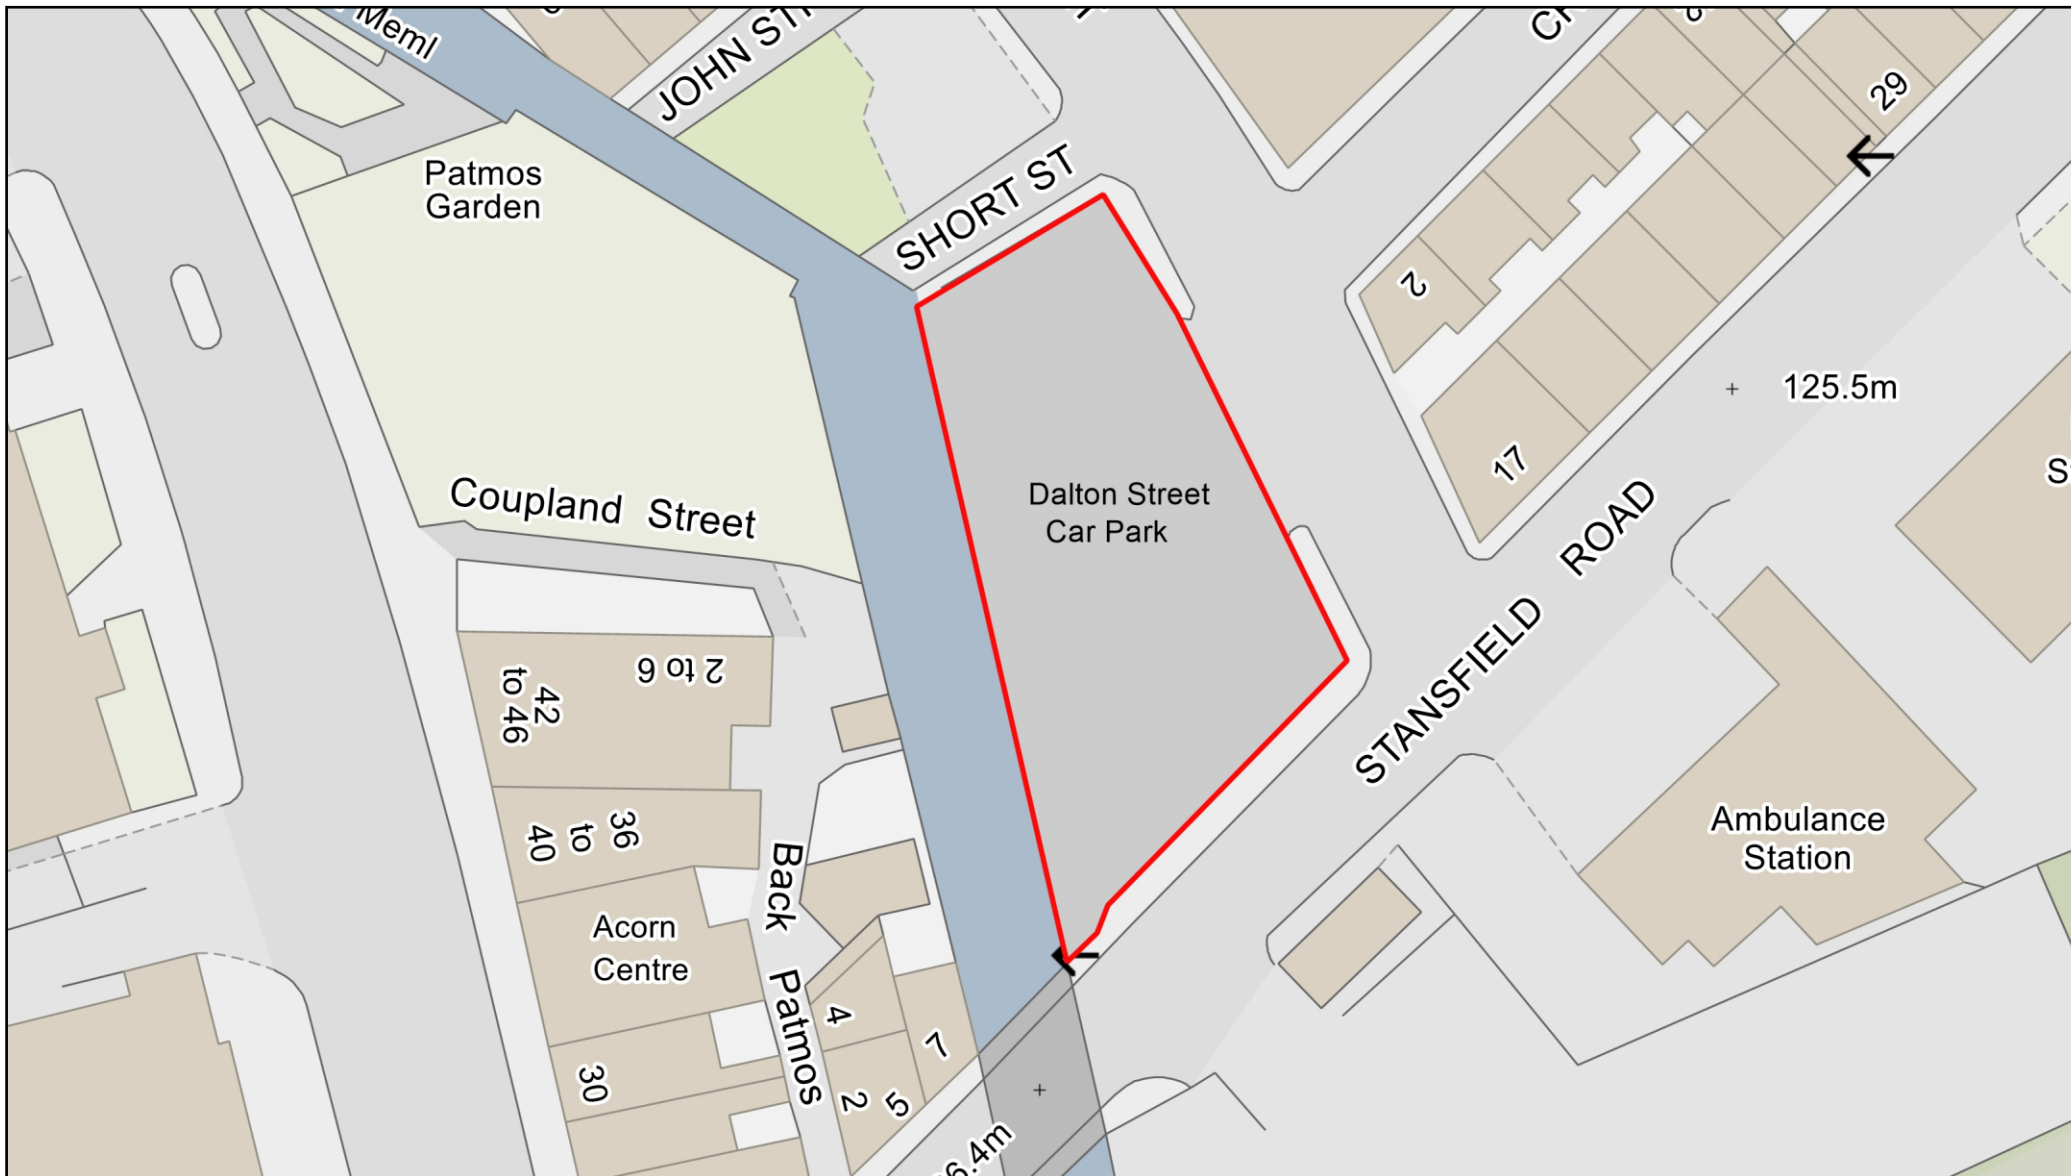 Meml
JOHN ST
Patmos
Garden
SHORT ST
29
2
125.5m
17
Coupland Street
Dalton Street
Car Park
STANSFIELD ROAD
2 to 6
42
to 46
36
to
40
Back Patmos
Acorn
Centre
Ambulance
Station
4
7
30
2
5
6.4m